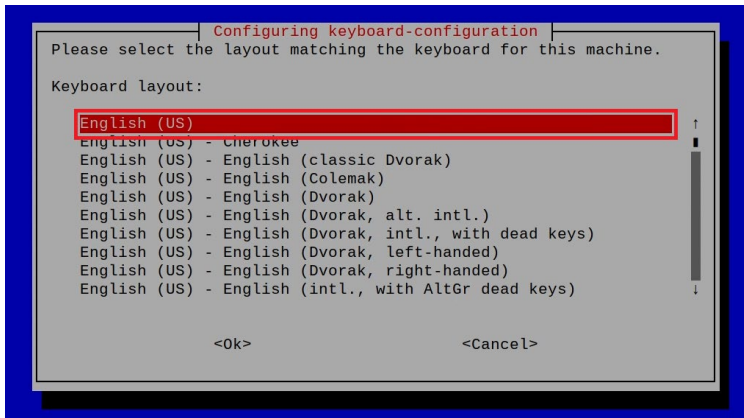 Configuring keyboard-configuration
Please select the layout matching the keyboard for this machine.
Keyboard layout:
English (US)
English (US) - Cherokee
English (US) - English (classic Dvorak)
English (US) - English (Colemak)
English (US) - English (Dvorak)
English (US) - English (Dvorak, alt. intl.)
English (US) - English (Dvorak, intl., with dead keys)
English (US) - English (Dvorak, left-handed)
English (US) - English (Dvorak, right-handed)
English (US) - English (intl., with AltGr dead keys)
<Ok> <Cancel>